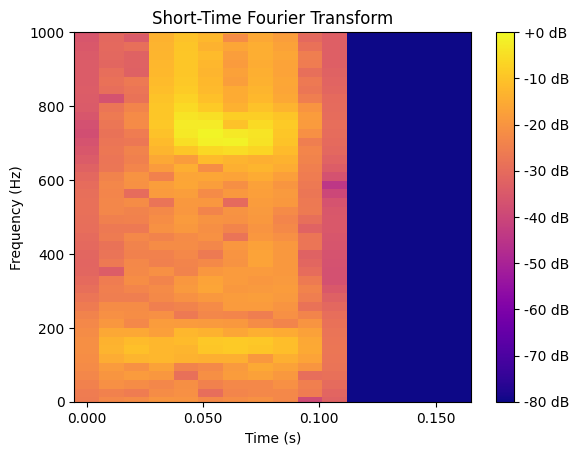 Short-Time Fourier Transform
1000
800
600
400
200
0
Frequency (Hz)
0.000
0.050
0.100
0.150
Time (s)
+0 dB
-10 dB
-20 dB
-30 dB
-40 dB
-50 dB
-60 dB
-70 dB
-80 dB